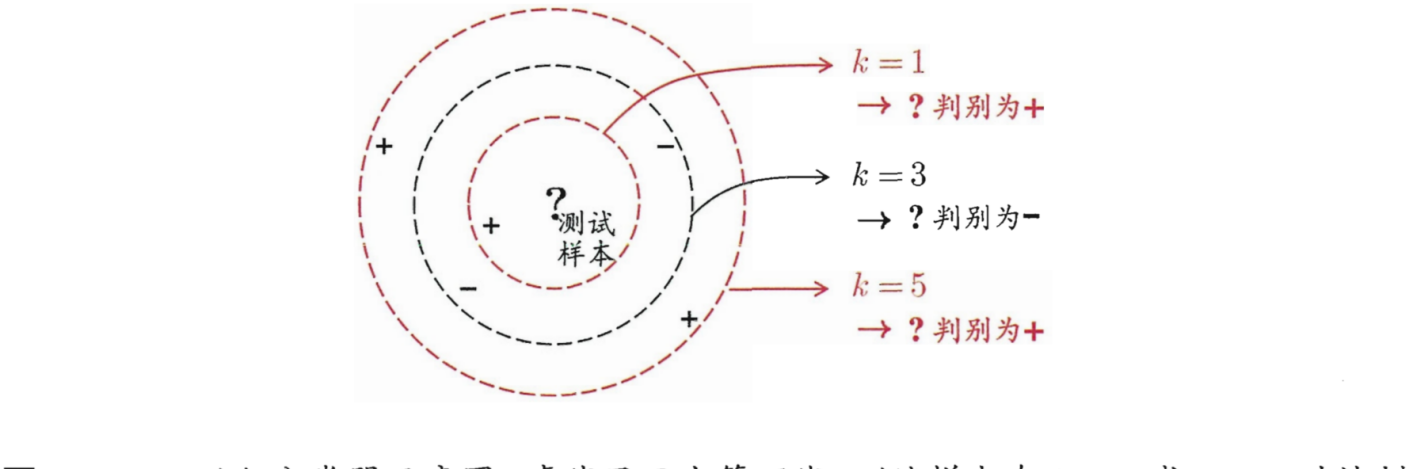 k = 1
→ ? 判别为+
+
−
k = 3
→ ? 判别为−
?
+
测试
样本
−
k = 5
+
→ ? 判别为+